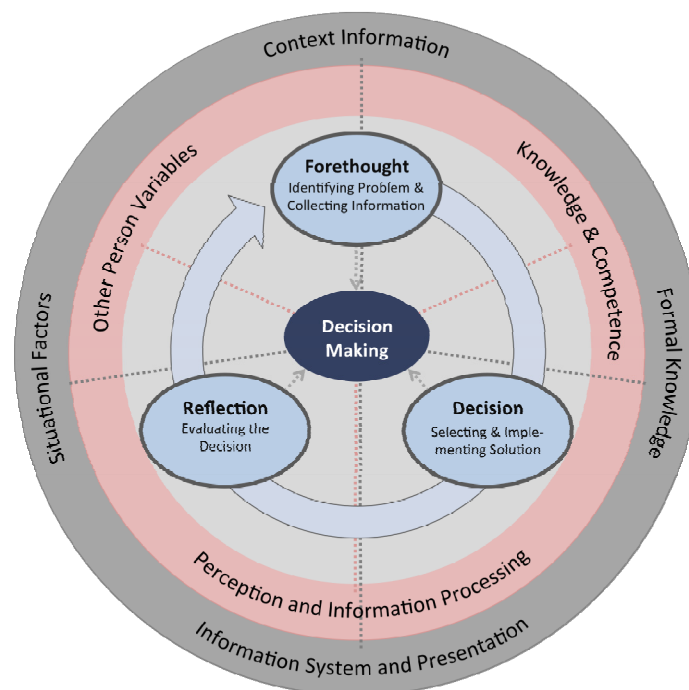 Context Information
Other Person Variables
Knowledge & Competence
Forethought
Identifying Problem &
Collecting Information
Situational Factors
Formal Knowledge
Decision
Making
Reflection
Evaluating the
Decision
Decision
Selecting & Imple-
menting Solution
Perception and Information Processing
Information System and Presentation